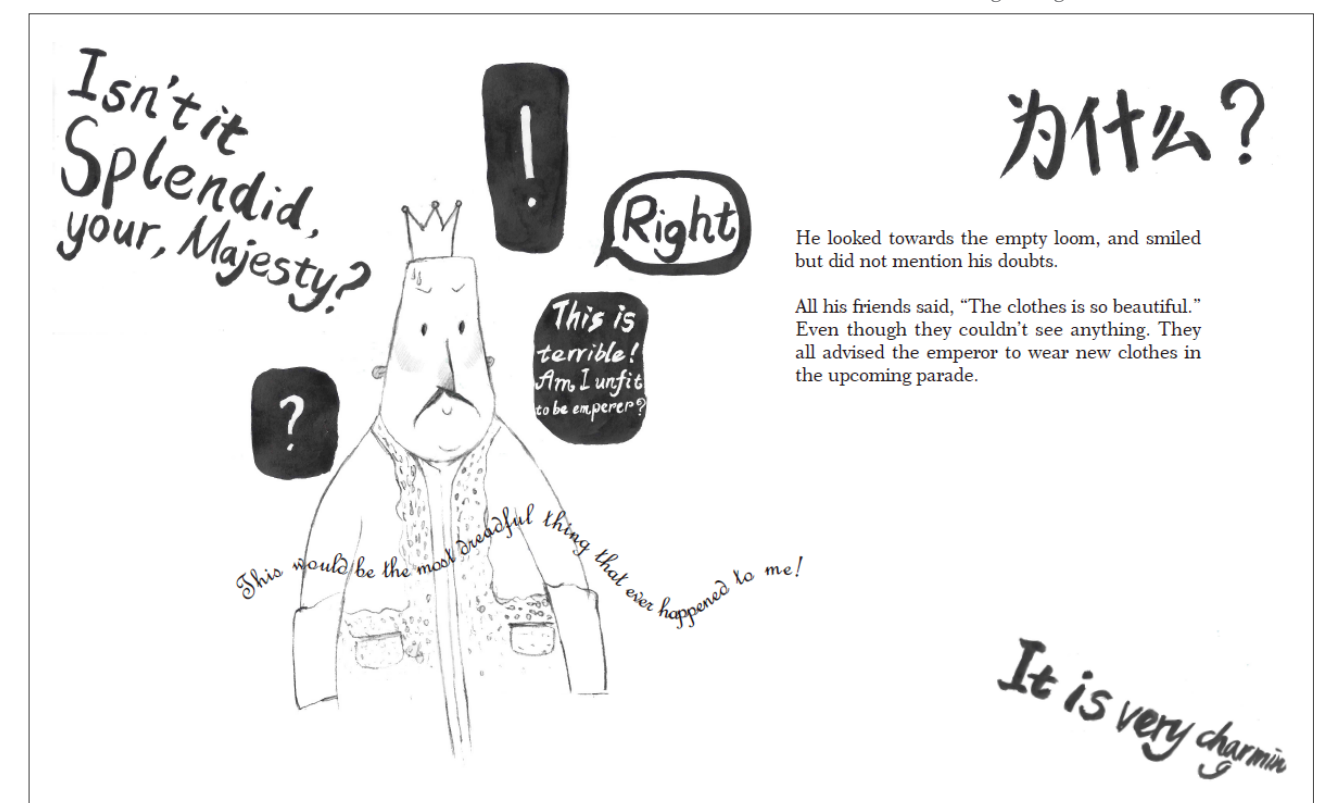 Isn't it
Splendid,
your, Majesty?
!
Right
This is
terrible!
Am I unfit
to be emperer?
?
This would be the most dreadful thing that ever happened to me!
为什么?
He looked towards the empty loom, and smiled
but did not mention his doubts.
All his friends said, “The clothes is so beautiful.”
Even though they couldn’t see anything. They
all advised the emperor to wear new clothes in
the upcoming parade.
It is very charmin
g